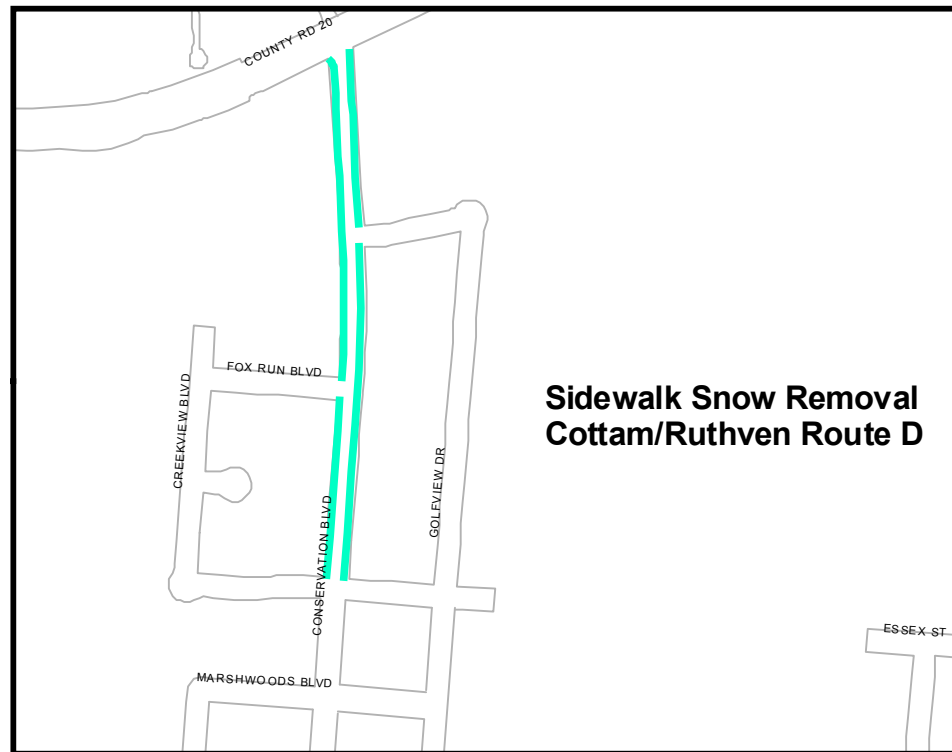 COUNTY RD 20
FOX RUN BLVD
CREEKVIEW BLVD
Sidewalk Snow Removal
Cottam/Ruthven Route D
GOLFVIEW DR
CONSERVATION BLVD
ESSEX ST
MARSHWOODS BLVD